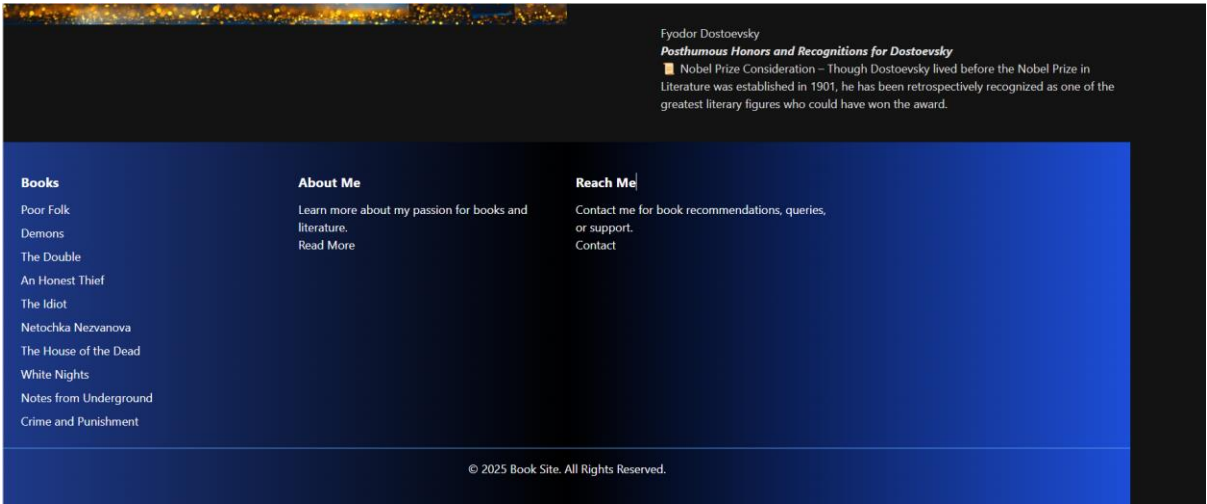 Fyodor Dostoevsky
Posthumous Honors and Recognitions for Dostoevsky
📜 Nobel Prize Consideration – Though Dostoevsky lived before the Nobel Prize in
Literature was established in 1901, he has been retrospectively recognized as one of the
greatest literary figures who could have won the award.
Books
Poor Folk
Demons
The Double
An Honest Thief
The Idiot
Netochka Nezvanova
The House of the Dead
White Nights
Notes from Underground
Crime and Punishment
About Me
Learn more about my passion for books and
literature.
Read More
Reach Me
Contact me for book recommendations, queries,
or support.
Contact
© 2025 Book Site. All Rights Reserved.